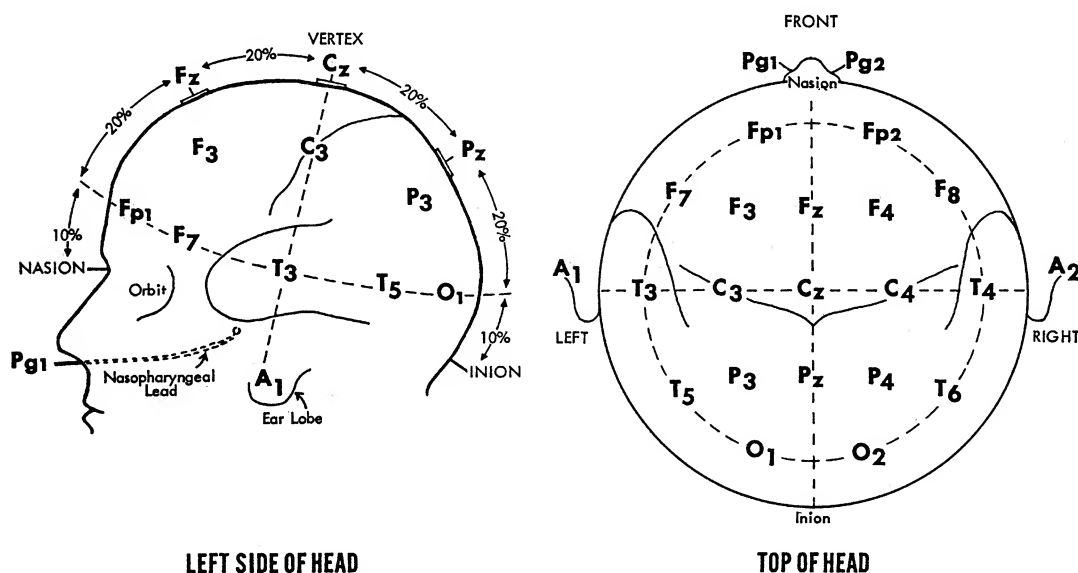 VERTEX
20% Cz 20%
Fz
20%
F3
C3
Pz
P3
20%
10%
Fp1
F7
NASION
T3
T5
O1
Orbit
10%
Pg1
Nasopharyngeal
Lead
A1
INION
Ear Lobe
LEFT SIDE OF HEAD
FRONT
Pg1 Pg2
Nasion
Fp1 Fp2
F7 F8
F3 Fz F4
A1 A2
T3 C3 Cz C4 T4
LEFT RIGHT
T5 P3 Pz P4 T6
O1 O2
Inion
TOP OF HEAD